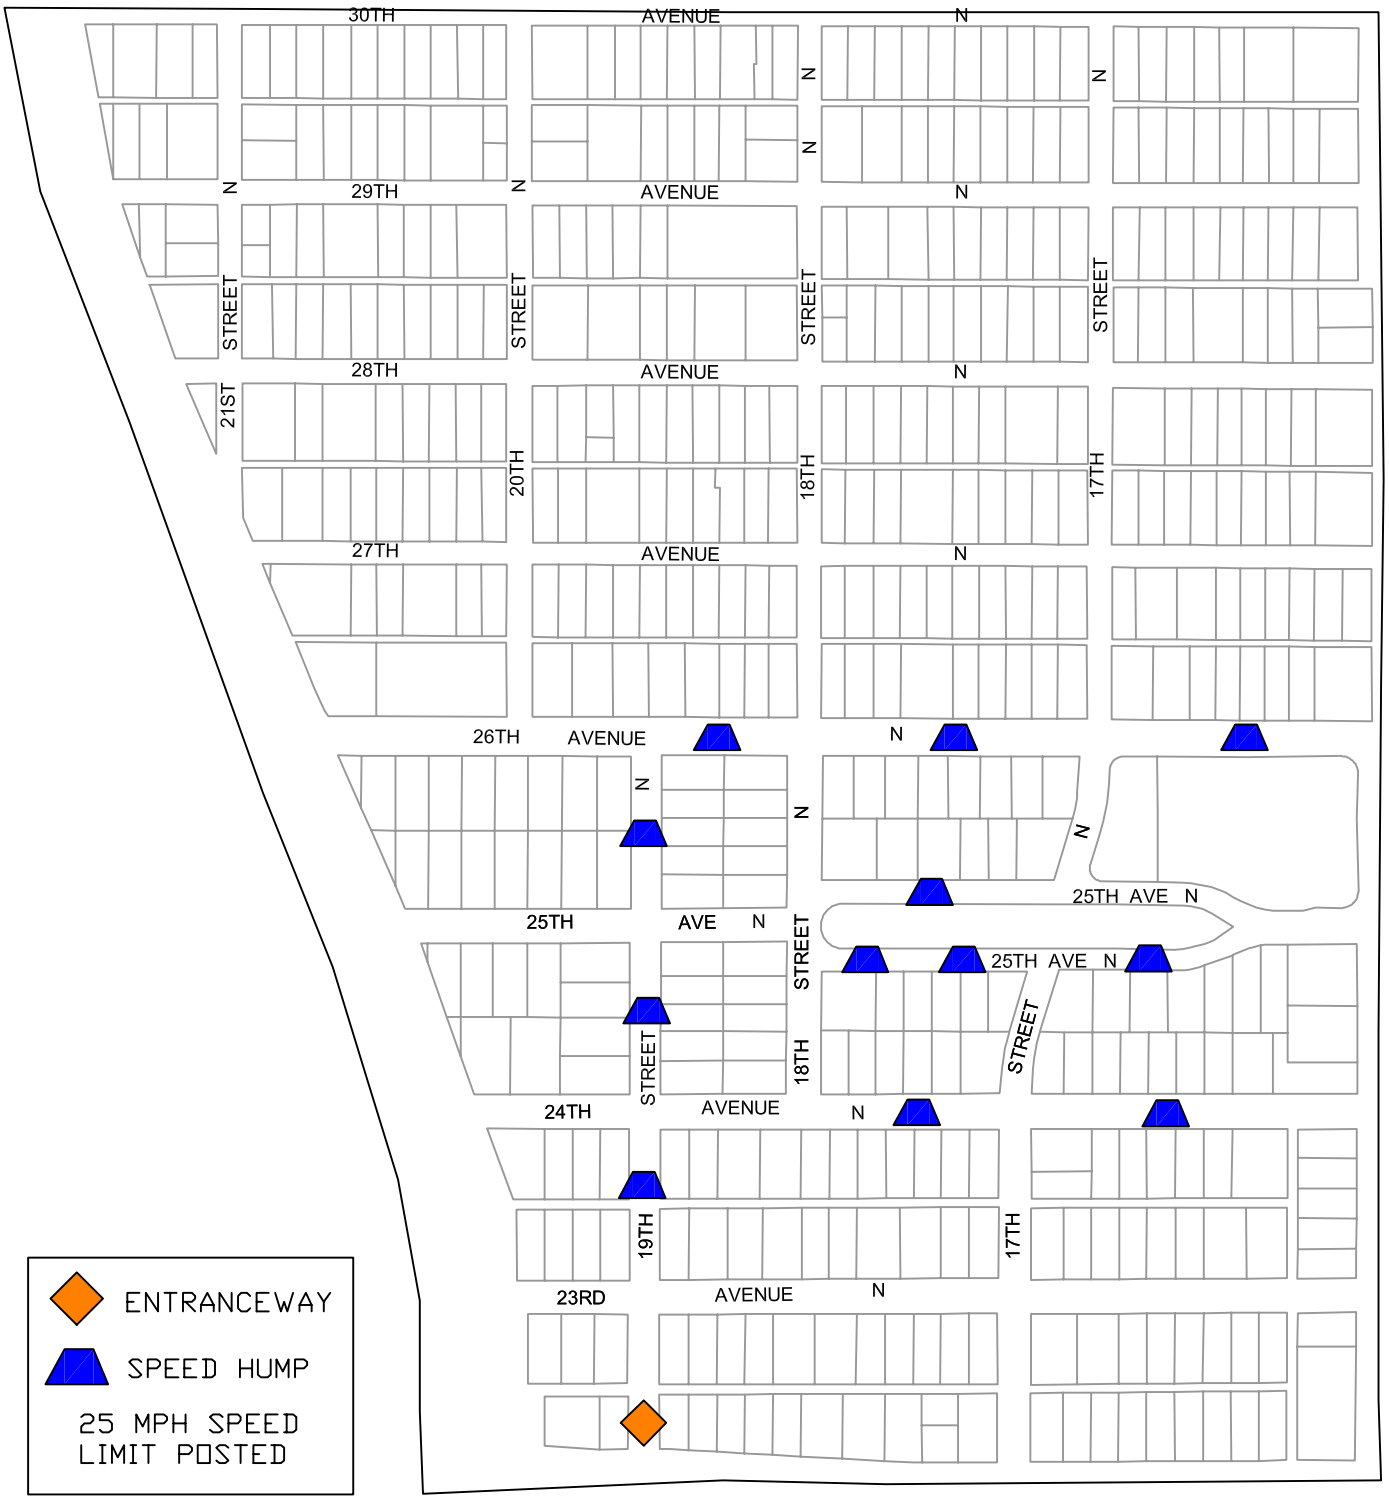 30TH AVENUE N
N
N
N
29TH AVENUE N
N
N
STREET
STREET
STREET
STREET
28TH AVENUE N
21ST
20TH
18TH
17TH
27TH AVENUE N
26TH AVENUE N
N
N
N
25TH AVE N
25TH AVE N
STREET
25TH AVE N
STREET
STREET
18TH
24TH AVENUE N
19TH
17TH
23RD AVENUE N
ENTRANCEWAY
SPEED HUMP
25 MPH SPEED
LIMIT POSTED